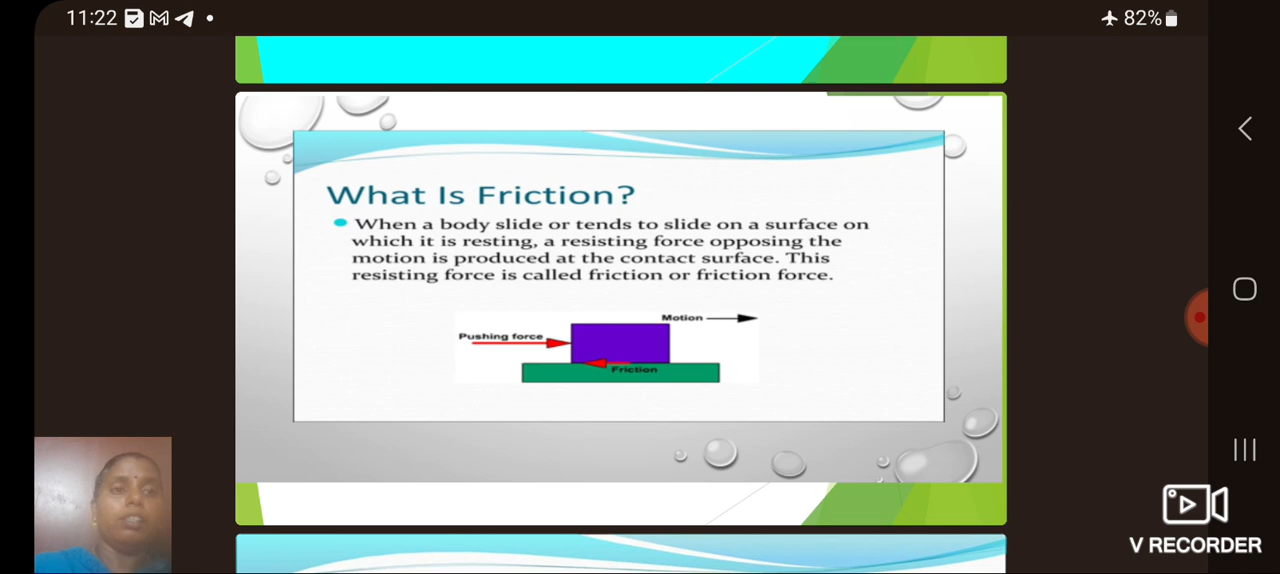 11:22
82%
What Is Friction?
When a body slide or tends to slide on a surface on
which it is resting, a resisting force opposing the
motion is produced at the contact surface. This
resisting force is called friction or friction force.
Motion
Pushing force
Friction
V RECORDER